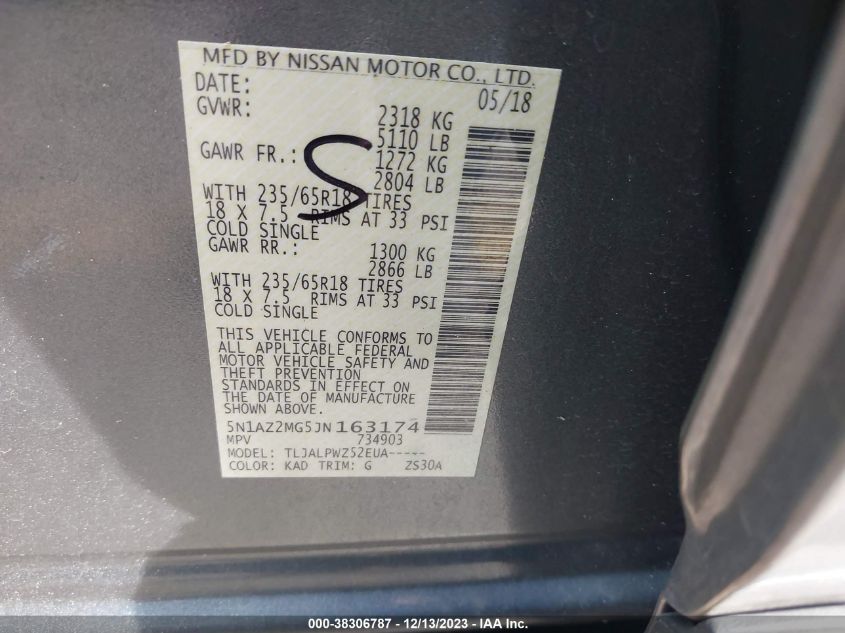 MFD BY NISSAN MOTOR CO., LTD.
DATE: 05/18
GVWR: 2318 KG
5110 LB
GAWR FR.: 1272 KG
2804 LB
WITH 235/65R18 TIRES
18 X 7.5 RIMS AT 33 PSI
COLD SINGLE
GAWR RR.: 1300 KG
2866 LB
WITH 235/65R18 TIRES
18 X 7.5 RIMS AT 33 PSI
COLD SINGLE
THIS VEHICLE CONFORMS TO
ALL APPLICABLE FEDERAL
MOTOR VEHICLE SAFETY AND
THEFT PREVENTION
STANDARDS IN EFFECT ON
THE DATE OF MANUFACTURE
SHOWN ABOVE.
5N1AZ2MG5JN163174
MPV 734903
MODEL: TLJALPWZ52EUA-----
COLOR: KAD TRIM: G ZS30A
S
000-38306787 - 12/13/2023 - IAA Inc.